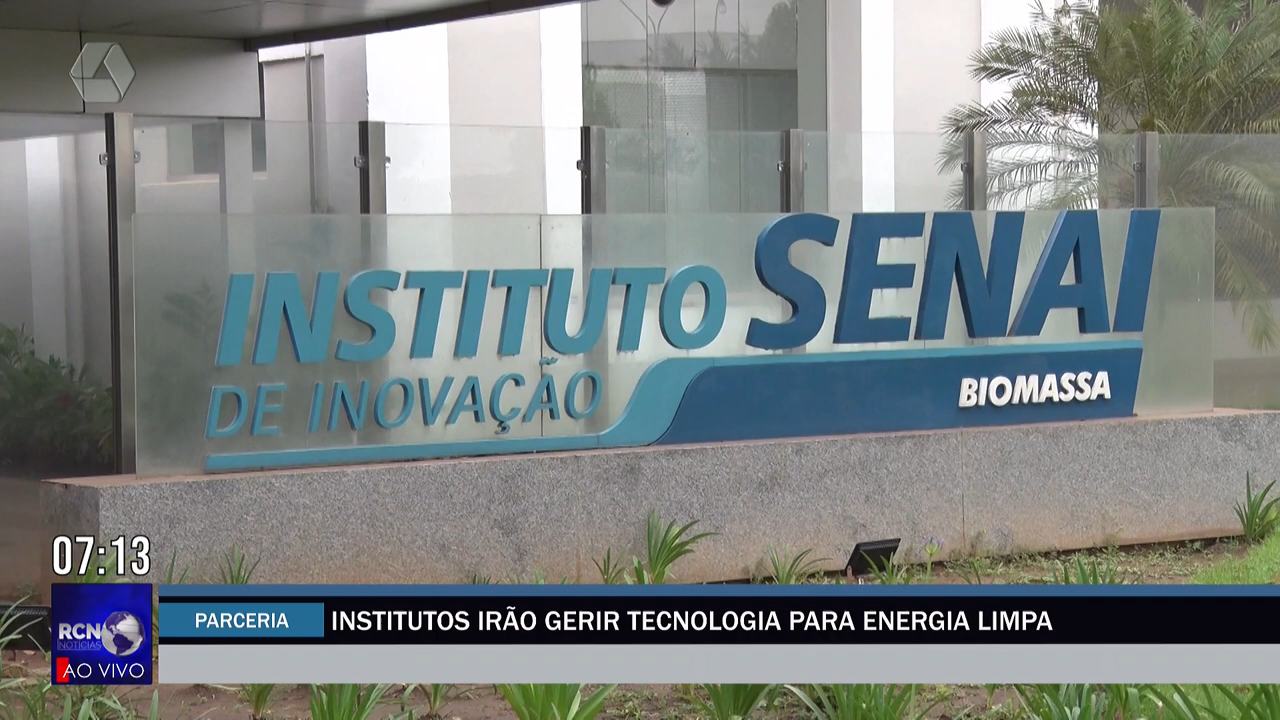 INSTITUTO SENAI
DE INOVAÇÃO
BIOMASSA
07:13
RCN
NOTÍCIAS
AO VIVO
PARCERIA
INSTITUTOS IRÃO GERIR TECNOLOGIA PARA ENERGIA LIMPA